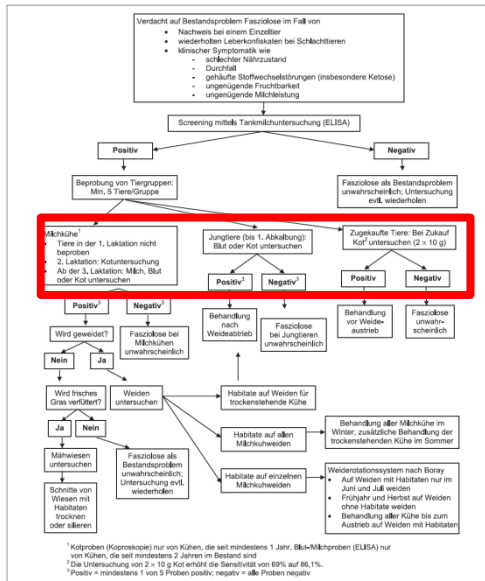 Verdacht auf Bestandsproblem Fasziolose im Fall von
• Nachweis bei einem Einzeltier
• wiederholten Leberkonfiskaten bei Schlachttieren
• klinischer Symptomatik wie
- schlechter Nährzustand
- Durchfall
- gehäufte Stoffwechselstörungen (insbesondere Ketose)
- ungenügende Fruchtbarkeit
- ungenügende Milchleistung
Screening mittels Tankmilchuntersuchung (ELISA)
Positiv
Negativ
Beprobung von Tiergruppen:
Min. 5 Tiere/Gruppe
Fasziolose als Bestandsproblem
unwahrscheinlich; Untersuchung
evtl. wiederholen
Milchkühe1
• Tiere in der 1. Laktation nicht
beproben
• 2. Laktation: Kotuntersuchung
• Ab der 3. Laktation: Milch, Blut
oder Kot untersuchen
Jungtiere (bis 1. Abkalbung):
Blut oder Kot untersuchen
Zugekaufte Tiere: Bei Zukauf
Kot2 untersuchen (2 × 10 g)
Positiv3
Negativ3
Positiv
Negativ
Positiv3
Negativ3
Behandlung
nach
Weideabtrieb
Fasziolose
bei Jungtieren
unwahrscheinlich
Behandlung
vor Weide-
austrieb
Fasziolose
unwahr-
scheinlich
Wird geweidet?
Fasziolose bei
Milchkühen
unwahrscheinlich
Nein
Ja
Wird frisches
Gras verfüttert?
Weiden
untersuchen
Habitate auf Weiden für
trockenstehende Kühe
Ja
Nein
Habitate auf allen
Milchkuhweiden
Behandlung aller Milchkühe im
Winter, zusätzliche Behandlung der
trockenstehenden Kühe im Sommer
Mähwiesen
untersuchen
Fasziolose als
Bestandsproblem
unwahrscheinlich;
Untersuchung evtl.
wiederholen
Habitate auf einzelnen
Milchkuhweiden
Weiderotationssystem nach Boray
• Auf Weiden mit Habitaten nur im
Juni und Juli weiden
• Frühjahr und Herbst auf Weiden
ohne Habitate weiden
• Behandlung aller Kühe bis zum
Austrieb auf Weiden mit Habitaten
Schnitte von
Wiesen mit
Habitaten
trocknen
oder silieren
1 Kotproben (Koproskopie) nur von Kühen, die seit mindestens 1 Jahr, Blut-/Milchproben (ELISA) nur
von Kühen, die seit mindestens 2 Jahren im Bestand sind
2 Die Untersuchung von 2 × 10 g Kot erhöht die Sensitivität von 69% auf 86,1%.
3 Positiv = mindestens 1 von 5 Proben positiv; negativ = alle Proben negativ